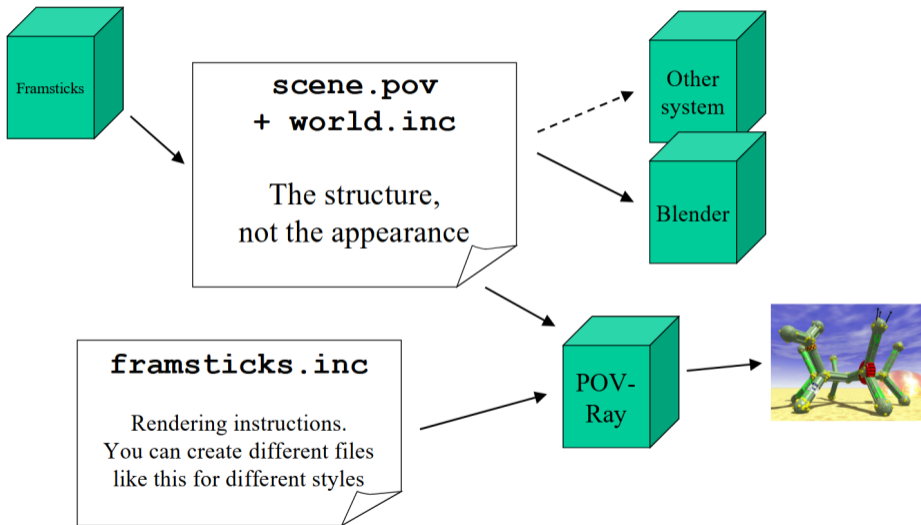 Framsticks
scene.pov
+ world.inc
The structure,
not the appearance
Other
system
Blender
framsticks.inc
Rendering instructions.
You can create different files
like this for different styles
POV-
Ray